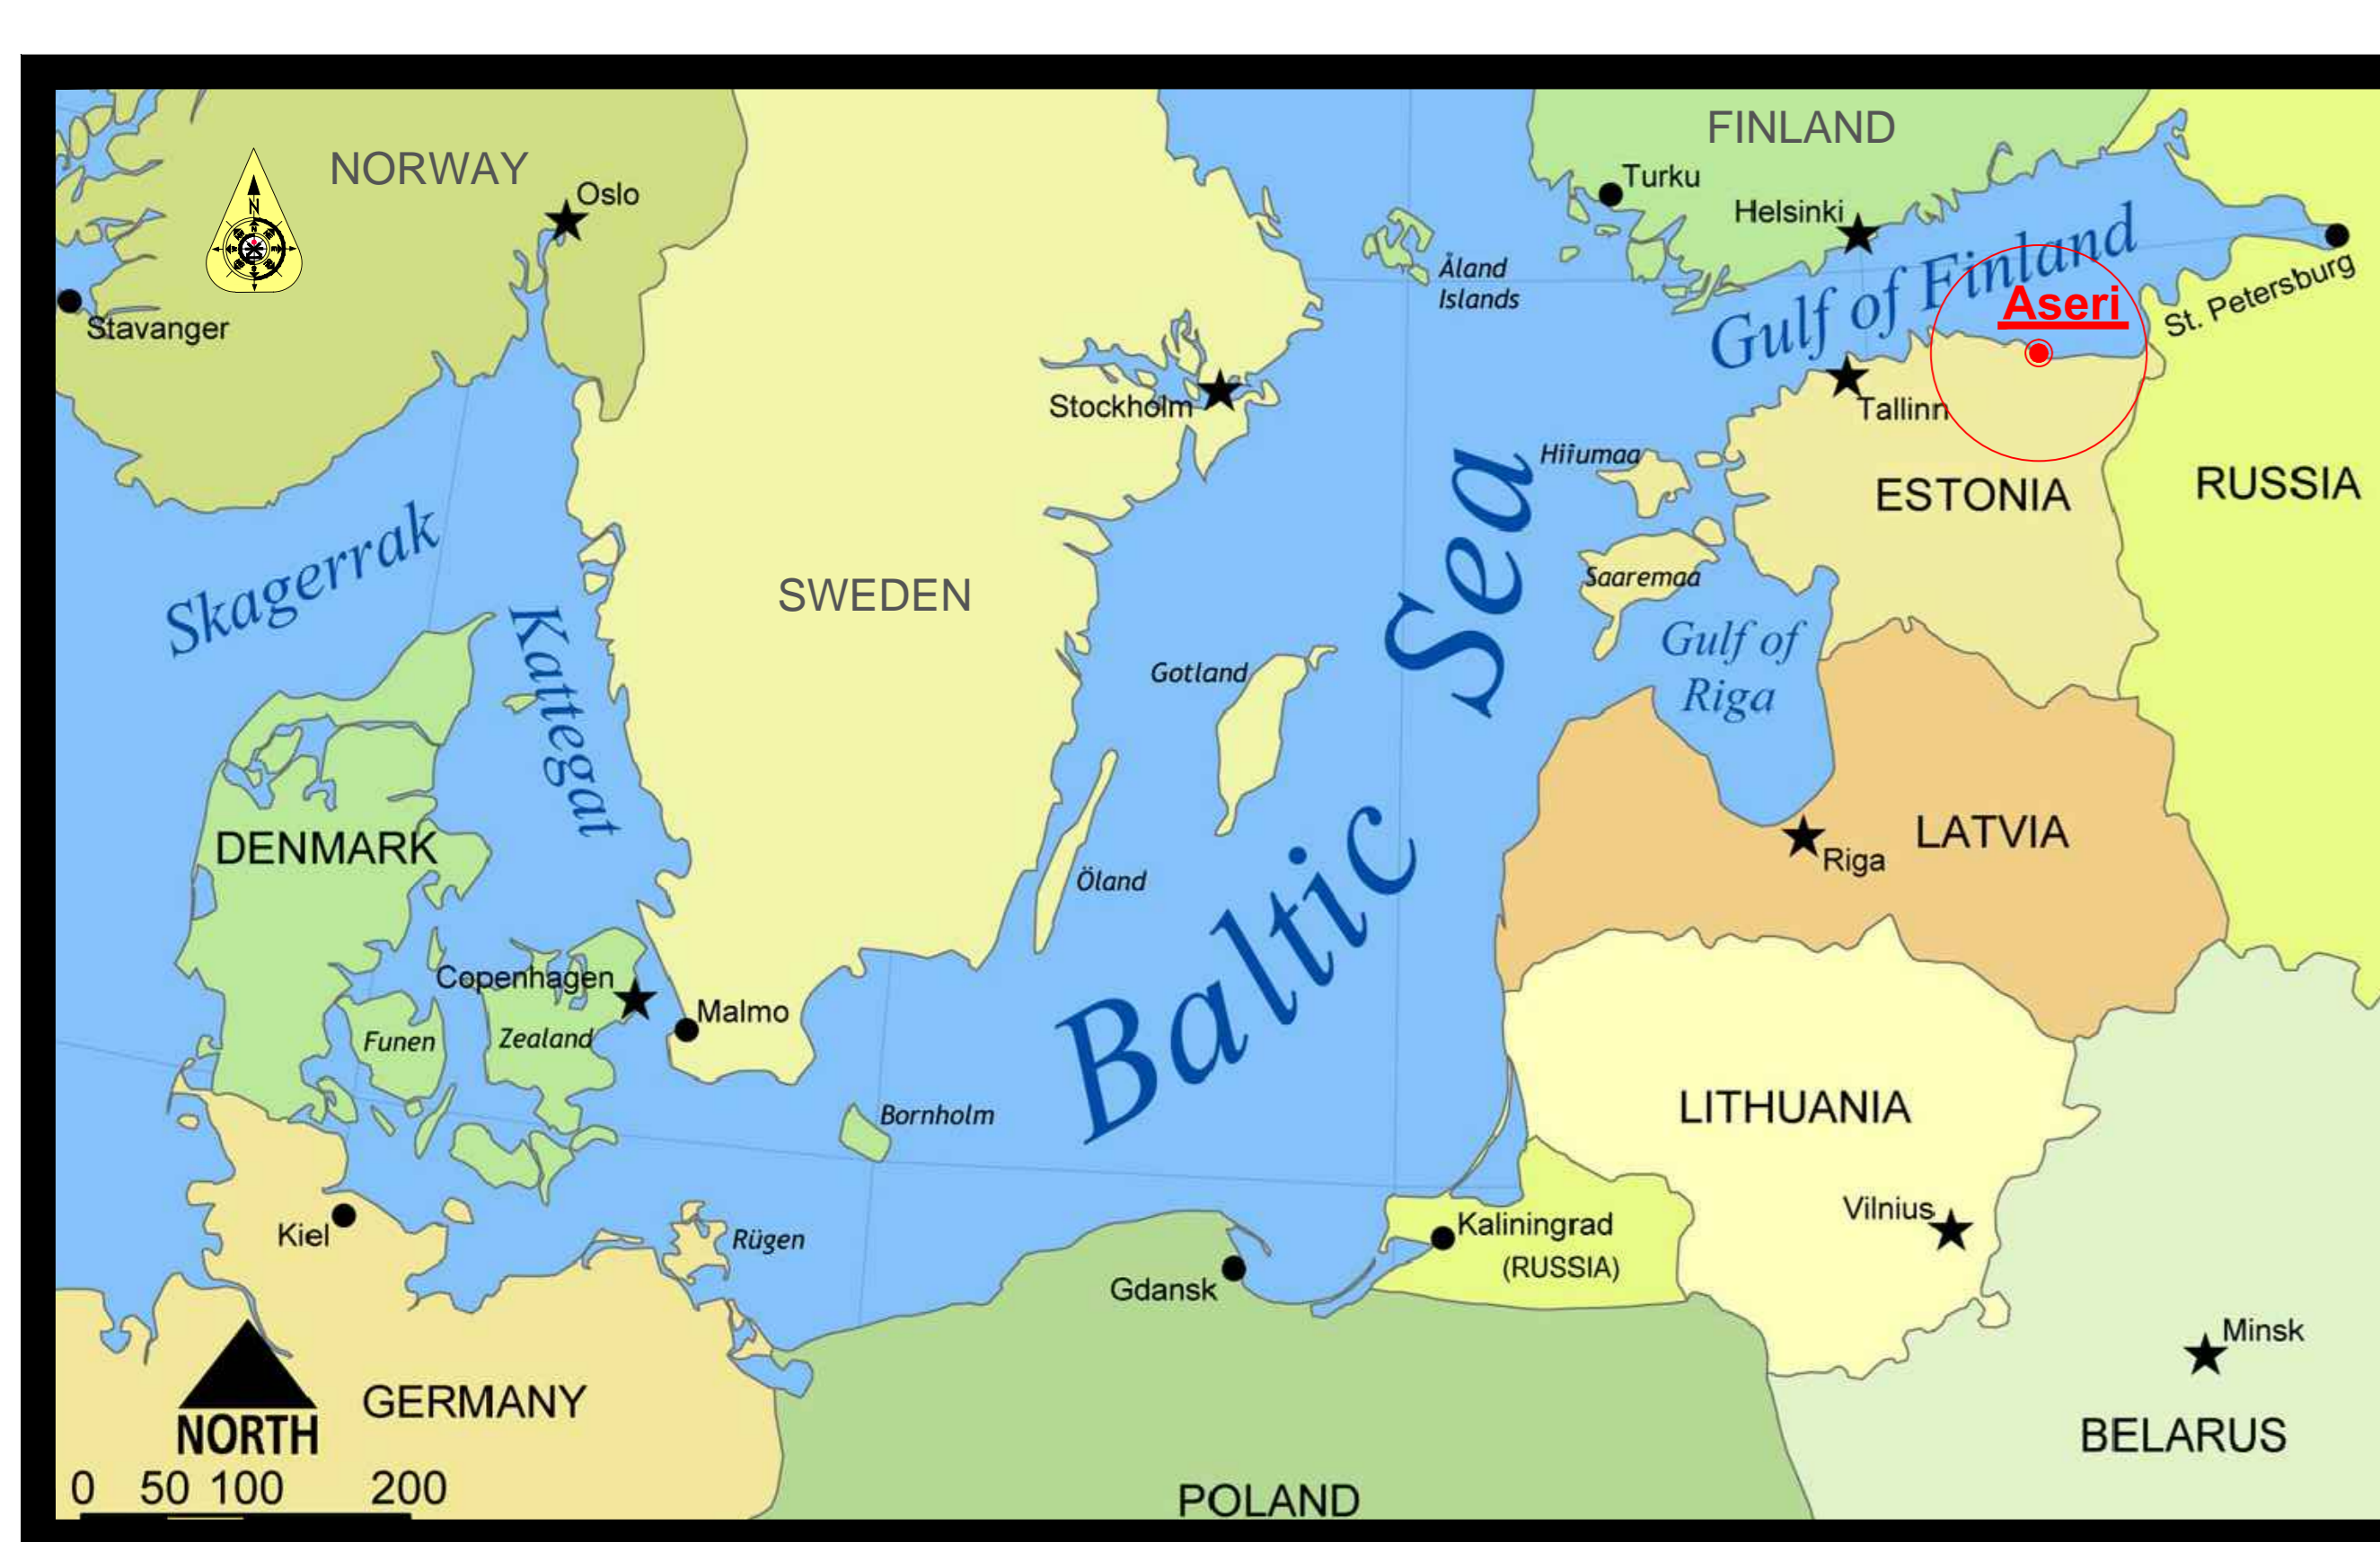 FINLAND
NORWAY
Turku
Oslo
Helsinki
Gulf of Finland
N
Åland
Islands
Aseri
St. Petersburg
Stavanger
Stockholm
Tallinn
Hiiumaa
RUSSIA
ESTONIA
Skagerrak
Sea
SWEDEN
Saaremaa
Kattegat
Gulf of
Riga
Gotland
DENMARK
LATVIA
Riga
Öland
Baltic
Copenhagen
Malmo
Funen
Zealand
Bornholm
LITHUANIA
Vilnius
Kiel
Rügen
Kaliningrad
(RUSSIA)
Gdansk
Minsk
GERMANY
NORTH
BELARUS
0 50 100 200
POLAND